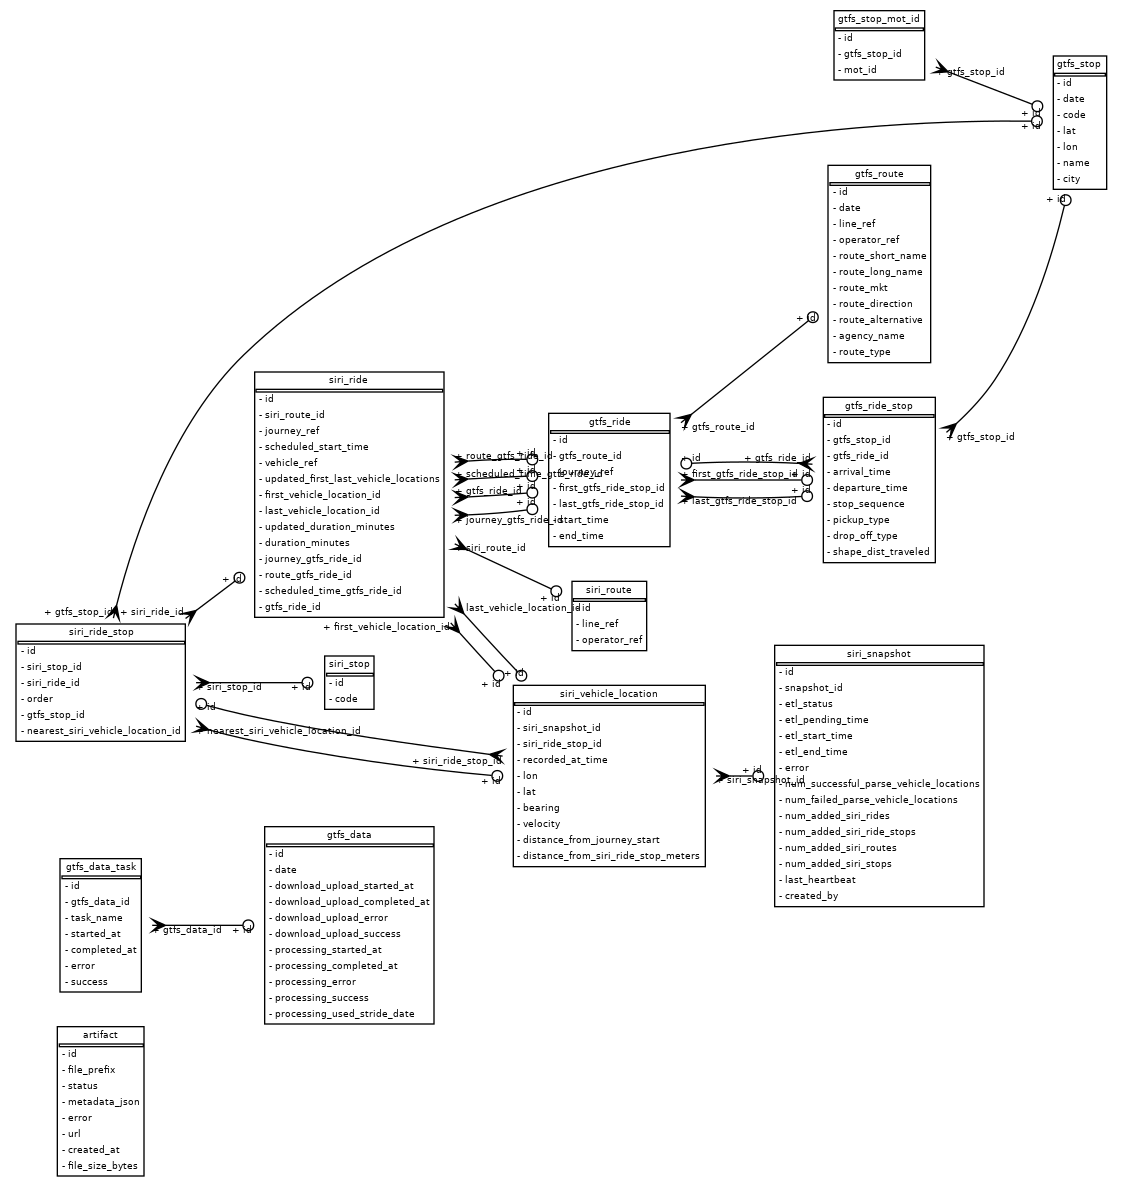 gtfs_stop_mot_id
- id
- gtfs_stop_id
- mot_id
+ gtfs_stop_id
+ id
+ id
gtfs_stop
- id
- date
- code
- lat
- lon
- name
- city
+ id
gtfs_route
- id
- date
- line_ref
- operator_ref
- route_short_name
- route_long_name
- route_mkt
- route_direction
- route_alternative
- agency_name
- route_type
+ id
+ gtfs_route_id
siri_ride
- id
- siri_route_id
- journey_ref
- scheduled_start_time
- vehicle_ref
- updated_first_last_vehicle_locations
- first_vehicle_location_id
- last_vehicle_location_id
- updated_duration_minutes
- duration_minutes
- journey_gtfs_ride_id
- route_gtfs_ride_id
- scheduled_time_gtfs_ride_id
- gtfs_ride_id
+ route_gtfs_ride_id
+ id
+ scheduled_time_gtfs_ride_id
+ id
+ gtfs_ride_id
+ id
+ journey_gtfs_ride_id
+ id
gtfs_ride
- id
- gtfs_route_id
- journey_ref
- first_gtfs_ride_stop_id
- last_gtfs_ride_stop_id
- start_time
- end_time
+ id
+ gtfs_ride_id
+ first_gtfs_ride_stop_id
+ id
+ last_gtfs_ride_stop_id
+ id
gtfs_ride_stop
- id
- gtfs_stop_id
- gtfs_ride_id
- arrival_time
- departure_time
- stop_sequence
- pickup_type
- drop_off_type
- shape_dist_traveled
+ gtfs_stop_id
+ siri_route_id
+ id
siri_route
- id
- line_ref
- operator_ref
+ last_vehicle_location_id
+ id
+ first_vehicle_location_id
+ id
+ gtfs_stop_id
+ siri_ride_id
+ id
siri_ride_stop
- id
- siri_stop_id
- siri_ride_id
- order
- gtfs_stop_id
- nearest_siri_vehicle_location_id
+ siri_stop_id
+ id
siri_stop
- id
- code
+ id
+ siri_ride_stop_id
+ nearest_siri_vehicle_location_id
+ id
siri_vehicle_location
- id
- siri_snapshot_id
- siri_ride_stop_id
- recorded_at_time
- lon
- lat
- bearing
- velocity
- distance_from_journey_start
- distance_from_siri_ride_stop_meters
+ siri_snapshot_id
+ id
siri_snapshot
- id
- snapshot_id
- etl_status
- etl_pending_time
- etl_start_time
- etl_end_time
- error
- num_successful_parse_vehicle_locations
- num_failed_parse_vehicle_locations
- num_added_siri_rides
- num_added_siri_ride_stops
- num_added_siri_routes
- num_added_siri_stops
- last_heartbeat
- created_by
gtfs_data_task
- id
- gtfs_data_id
- task_name
- started_at
- completed_at
- error
- success
+ gtfs_data_id
+ id
gtfs_data
- id
- date
- download_upload_started_at
- download_upload_completed_at
- download_upload_error
- download_upload_success
- processing_started_at
- processing_completed_at
- processing_error
- processing_success
- processing_used_stride_date
artifact
- id
- file_prefix
- status
- metadata_json
- error
- url
- created_at
- file_size_bytes